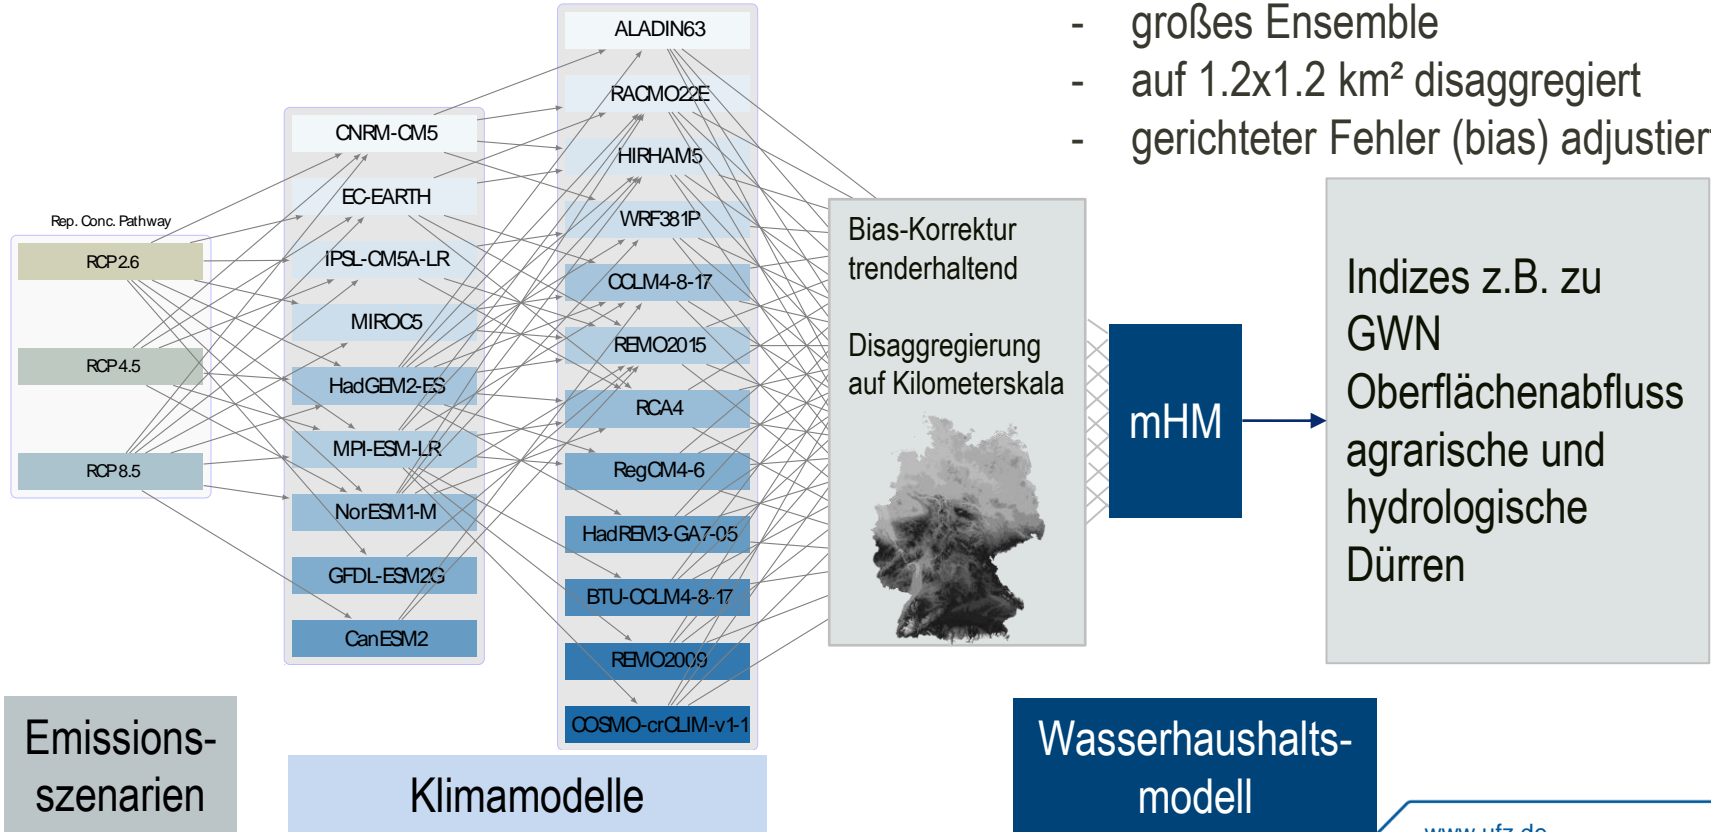 - großes Ensemble
- auf 1.2x1.2 km² disaggregiert
- gerichteter Fehler (bias) adjustiert
Rep. Conc. Pathway
RCP2.6
RCP4.5
RCP8.5
CNRM-CM5
EC-EARTH
IPSL-CM5A-LR
MIROC5
HadGEM2-ES
MPI-ESM-LR
NorESM1-M
GFDL-ESM2G
CanESM2
ALADIN63
RACMO22E
HIRHAM5
WRF381P
CCLM4-8-17
REMO2015
RCA4
RegCM4-6
HadREM3-GA7-05
BTU-CCLM4-8-17
REMO2009
COSMO-crCLIM-v1-1
Bias-Korrektur
trenderhaltend
Disaggregierung
auf Kilometerskala
mHM
Indizes z.B. zu
GWN
Oberflächenabfluss
agrarische und
hydrologische
Dürren
Emissions-
szenarien
Klimamodelle
Wasserhaushalts-
modell
www.ufz.de